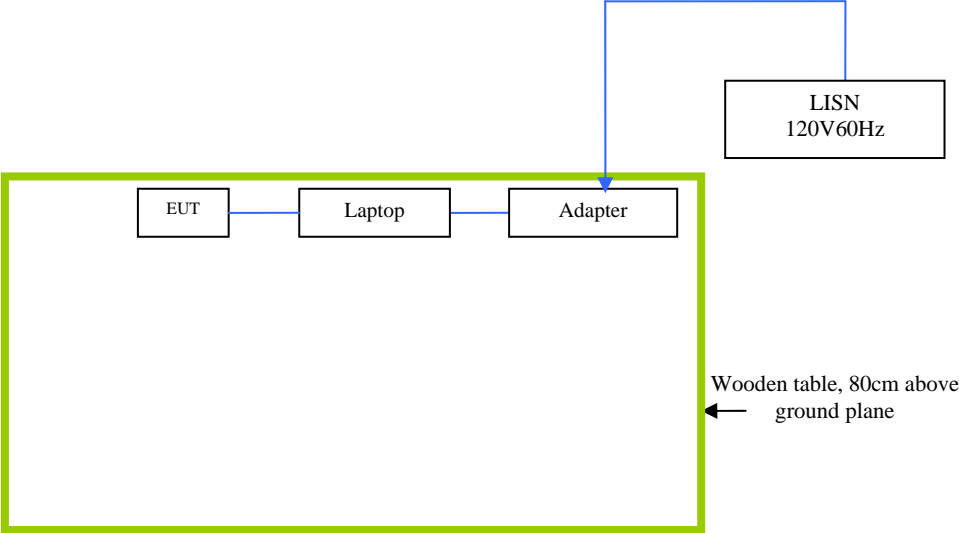 LISN
120V60Hz
EUT
Laptop
Adapter
Wooden table, 80cm above
ground plane